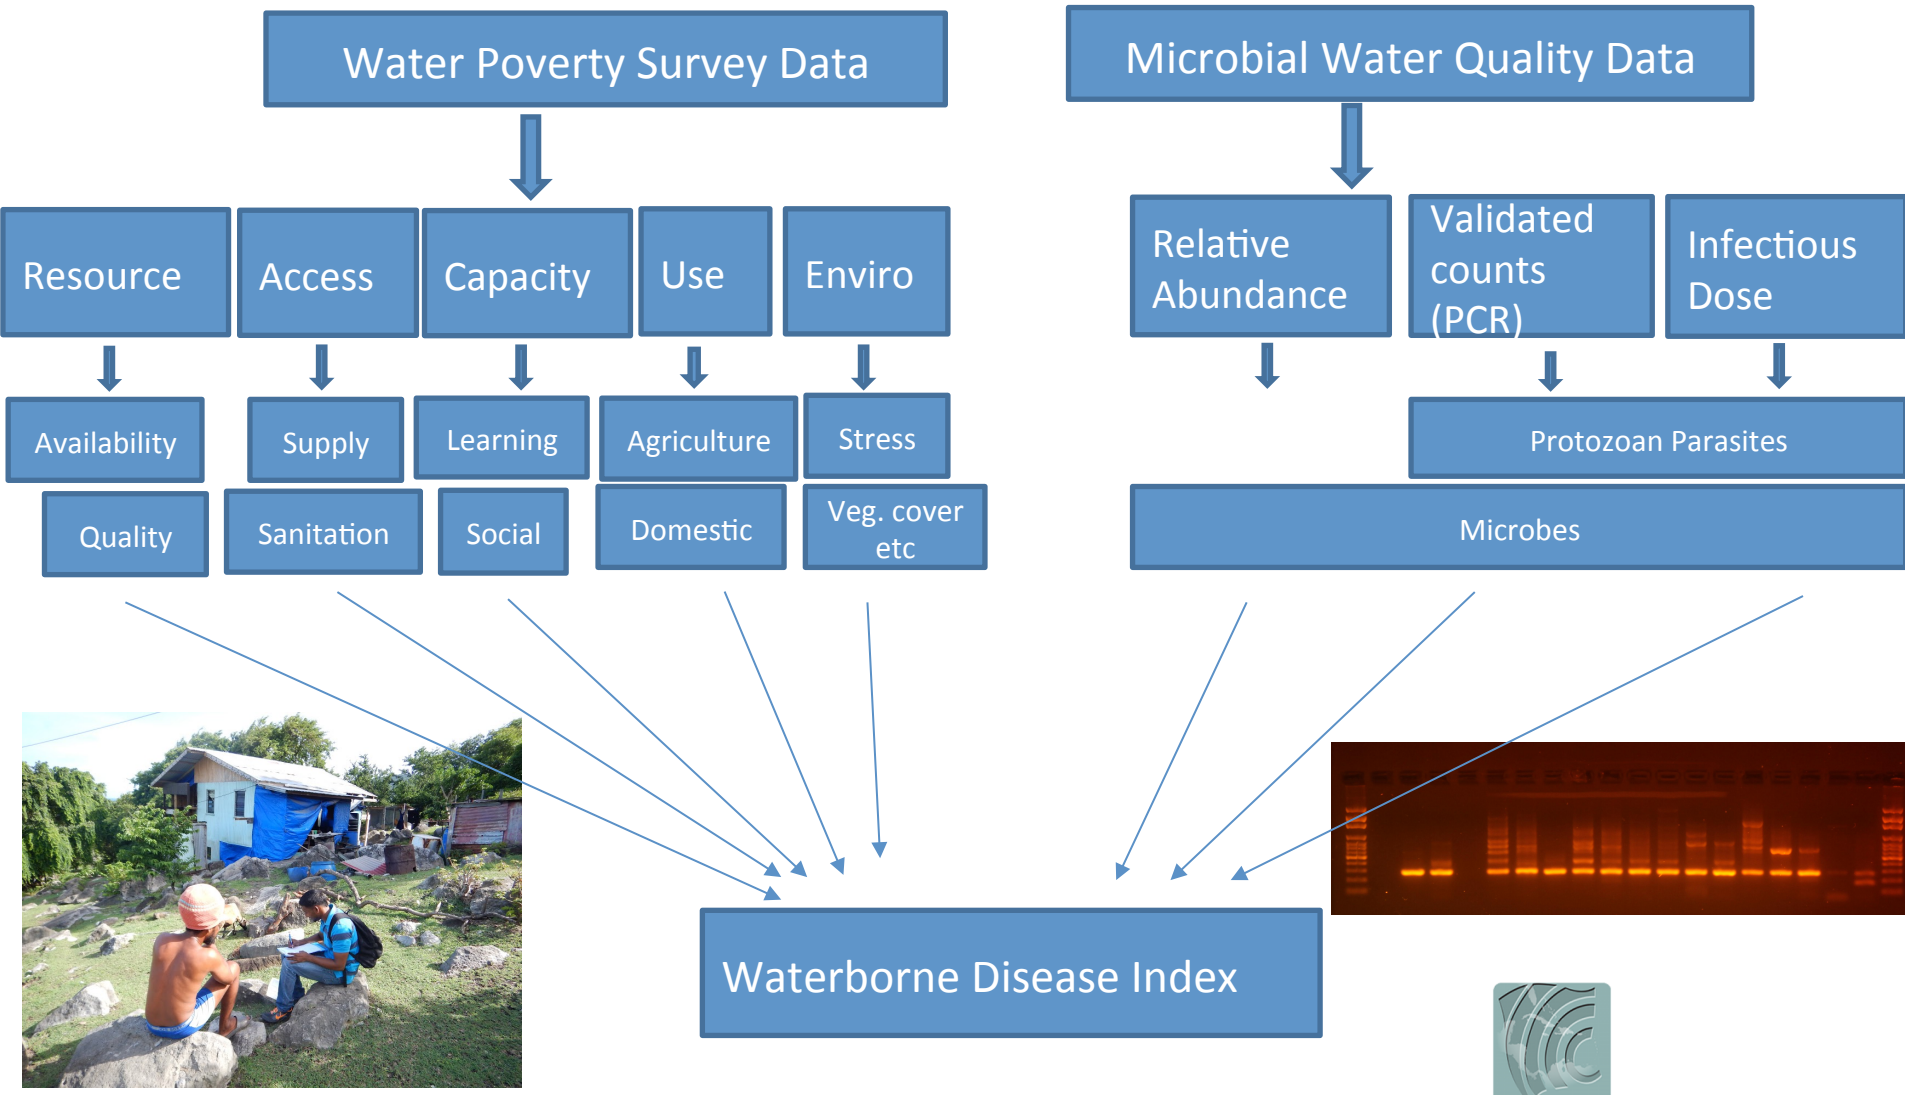 Water Poverty Survey Data
Microbial Water Quality Data
Resource
Access
Capacity
Use
Enviro
Relative
Abundance
Validated
counts
(PCR)
Infectious
Dose
Availability
Supply
Learning
Agriculture
Stress
Protozoan Parasites
Quality
Sanitation
Social
Domestic
Veg. cover
etc
Microbes
Waterborne Disease Index